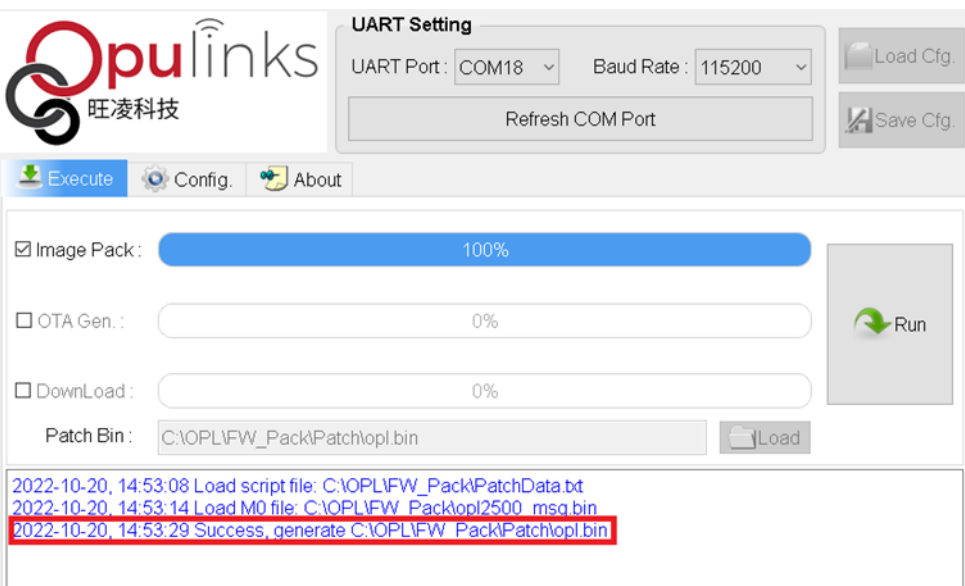 Opulinks
旺凌科技
UART Setting
UART Port : COM18 Baud Rate : 115200
Refresh COM Port
Load Cfg.
Save Cfg.
Execute Config. About
Image Pack : 100%
OTA Gen. : 0%
DownLoad : 0%
Run
Patch Bin : C:\OPL\FW_Pack\Patch\opl.bin Load
2022-10-20, 14:53:08 Load script file: C:\OPL\FW_Pack\PatchData.txt
2022-10-20, 14:53:14 Load M0 file: C:\OPL\FW_Pack\opl2500_msq.bin
2022-10-20, 14:53:29 Success, generate C:\OPL\FW_Pack\Patch\opl.bin